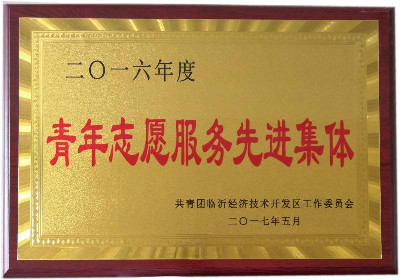 二〇一六年度
青年志愿服务先进集体
共青团临沂经济技术开发区工作委员会
二〇一七年五月